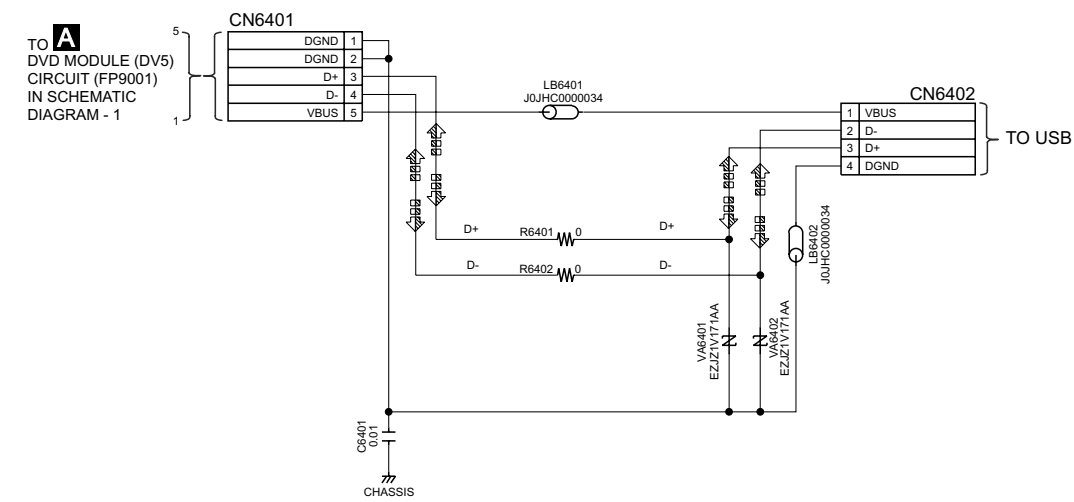 CN6401
TO A
DVD MODULE (DV5)
CIRCUIT (FP9001)
IN SCHEMATIC
DIAGRAM - 1
5
1
DGND 1
DGND 2
D+ 3
D- 4
VBUS 5
LB6401
J0JHC0000034
CN6402
1 VBUS
2 D-
3 D+
4 DGND
TO USB
D+ R6401 0 D+
D- R6402 0 D-
LB6402
J0JHC0000034
VA6401
EZJZ1V171AA
VA6402
EZJZ1V171AA
C6401
0.01
CHASSIS